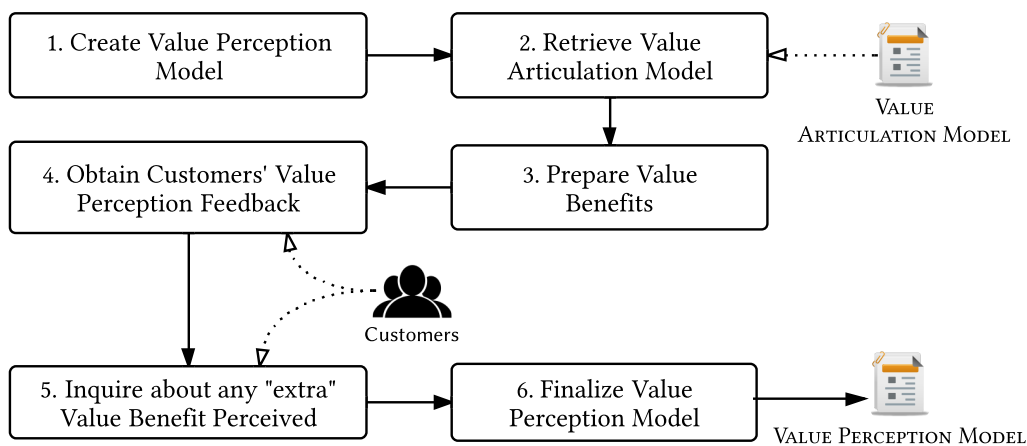 1. Create Value Perception
Model
2. Retrieve Value
Articulation Model
Value
Articulation Model
4. Obtain Customers' Value
Perception Feedback
3. Prepare Value
Benefits
Customers
5. Inquire about any "extra"
Value Benefit Perceived
6. Finalize Value
Perception Model
Value Perception Model